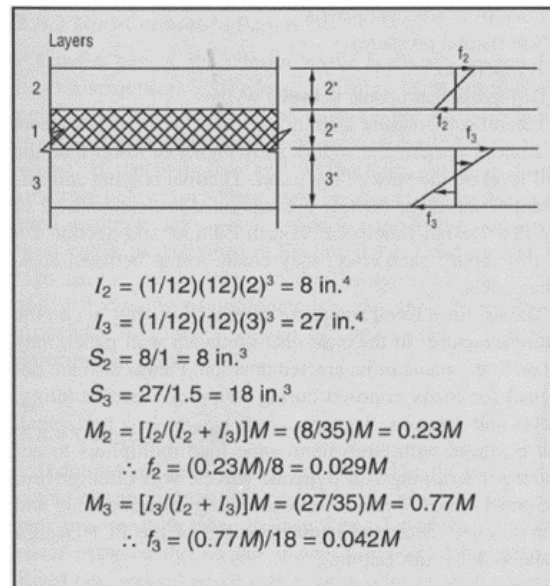 Layers
2
1
3
2"
2"
3"
f₂
f₂
f₃
f₃
I₂ = (1/12)(12)(2)³ = 8 in.⁴
I₃ = (1/12)(12)(3)³ = 27 in.⁴
S₂ = 8/1 = 8 in.³
S₃ = 27/1.5 = 18 in.³
M₂ = [I₂/(I₂ + I₃)]M = (8/35)M = 0.23M
∴ f₂ = (0.23M)/8 = 0.029M
M₃ = [I₃/(I₂ + I₃)]M = (27/35)M = 0.77M
∴ f₃ = (0.77M)/18 = 0.042M